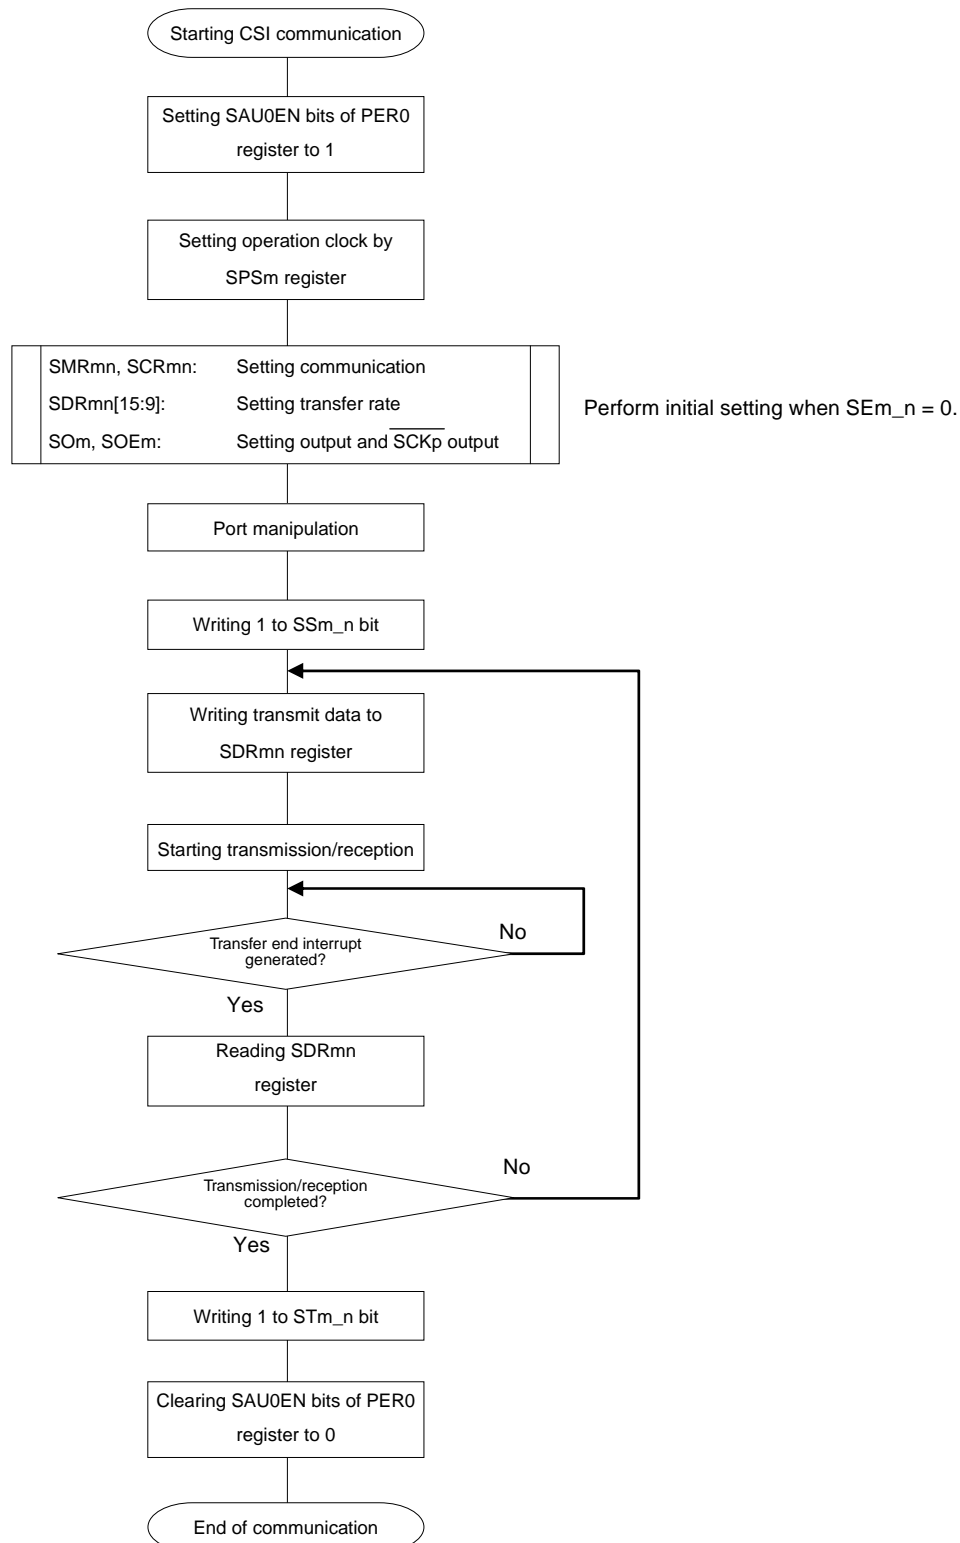 Starting CSI communication
Setting SAU0EN bits of PER0
register to 1
Setting operation clock by
SPSm register
SMRmn, SCRmn: Setting communication
SDRmn[15:9]: Setting transfer rate
SOm, SOEm: Setting output and SCKp output
Perform initial setting when SEm_n = 0.
Port manipulation
Writing 1 to SSm_n bit
Writing transmit data to
SDRmn register
Starting transmission/reception
Transfer end interrupt
generated?
No
Yes
Reading SDRmn
register
Transmission/reception
completed?
No
Yes
Writing 1 to STm_n bit
Clearing SAU0EN bits of PER0
register to 0
End of communication